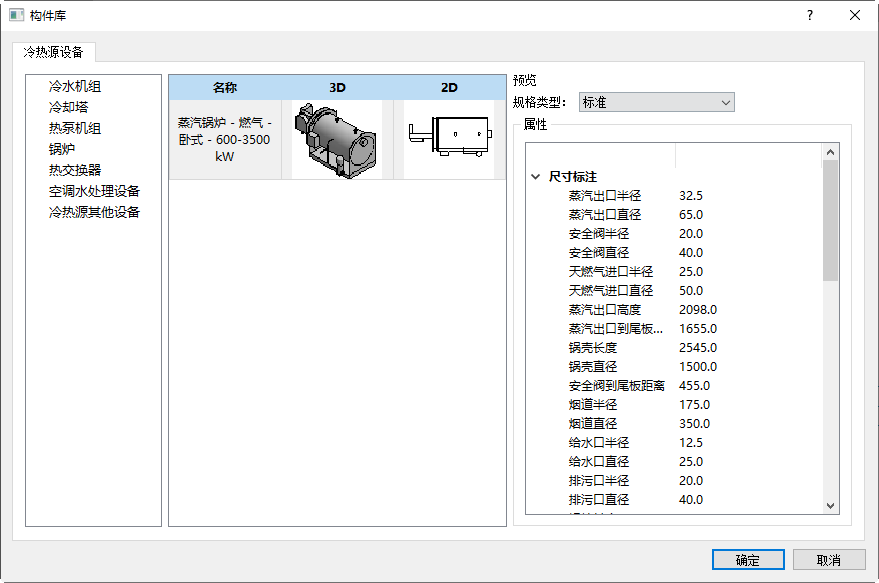 构件库
?
冷热源设备
冷水机组
冷却塔
热泵机组
锅炉
热交换器
空调水处理设备
冷热源其他设备
名称
3D
2D
蒸汽锅炉 - 燃气 -
卧式 - 600-3500
kW
预览
规格类型:
标准
属性
尺寸标注
蒸汽出口半径 32.5
蒸汽出口直径 65.0
安全阀半径 20.0
安全阀直径 40.0
天燃气进口半径 25.0
天燃气进口直径 50.0
蒸汽出口高度 2098.0
蒸汽出口到尾板... 1655.0
锅壳长度 2545.0
锅壳直径 1500.0
安全阀到尾板距离 455.0
烟道半径 175.0
烟道直径 350.0
给水口半径 12.5
给水口直径 25.0
排污口半径 20.0
排污口直径 40.0
确定
取消